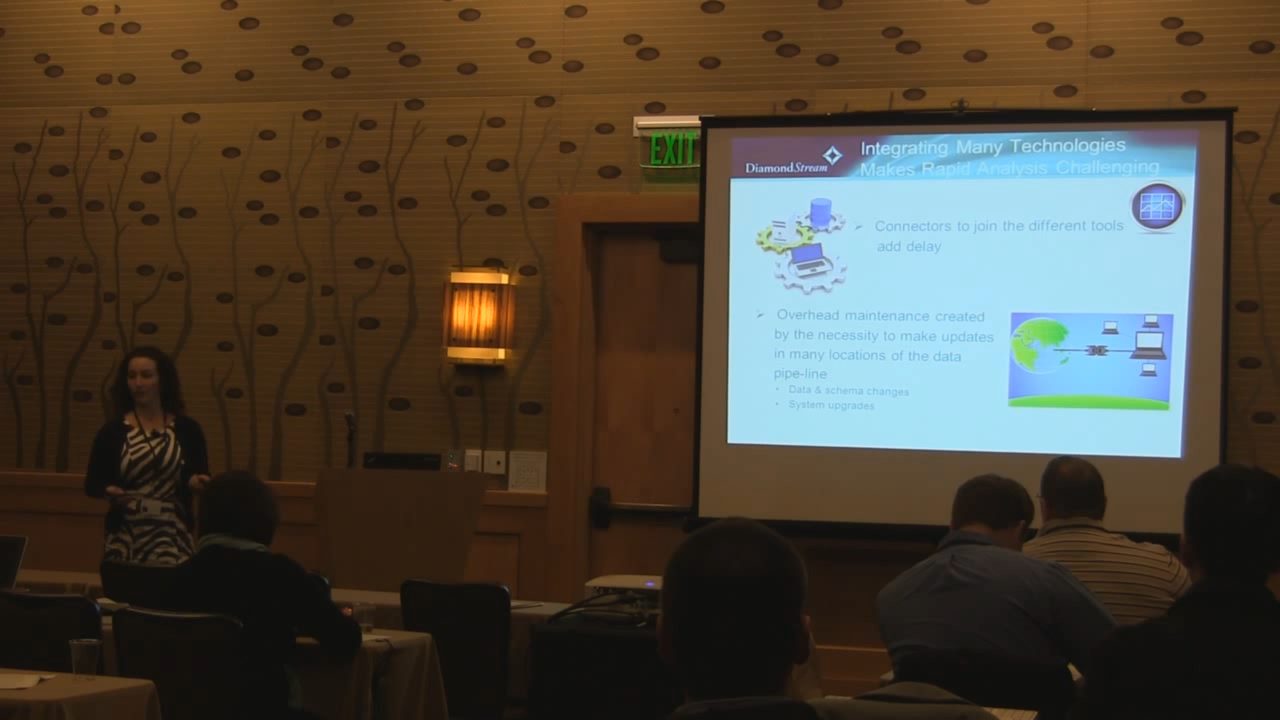 EXIT
DiamondStream
Integrating Many Technologies
Makes Rapid Analysis Challenging
➢ Connectors to join the different tools
add delay
➢ Overhead maintenance created
by the necessity to make updates
in many locations of the data
pipe-line
• Data & schema changes
• System upgrades